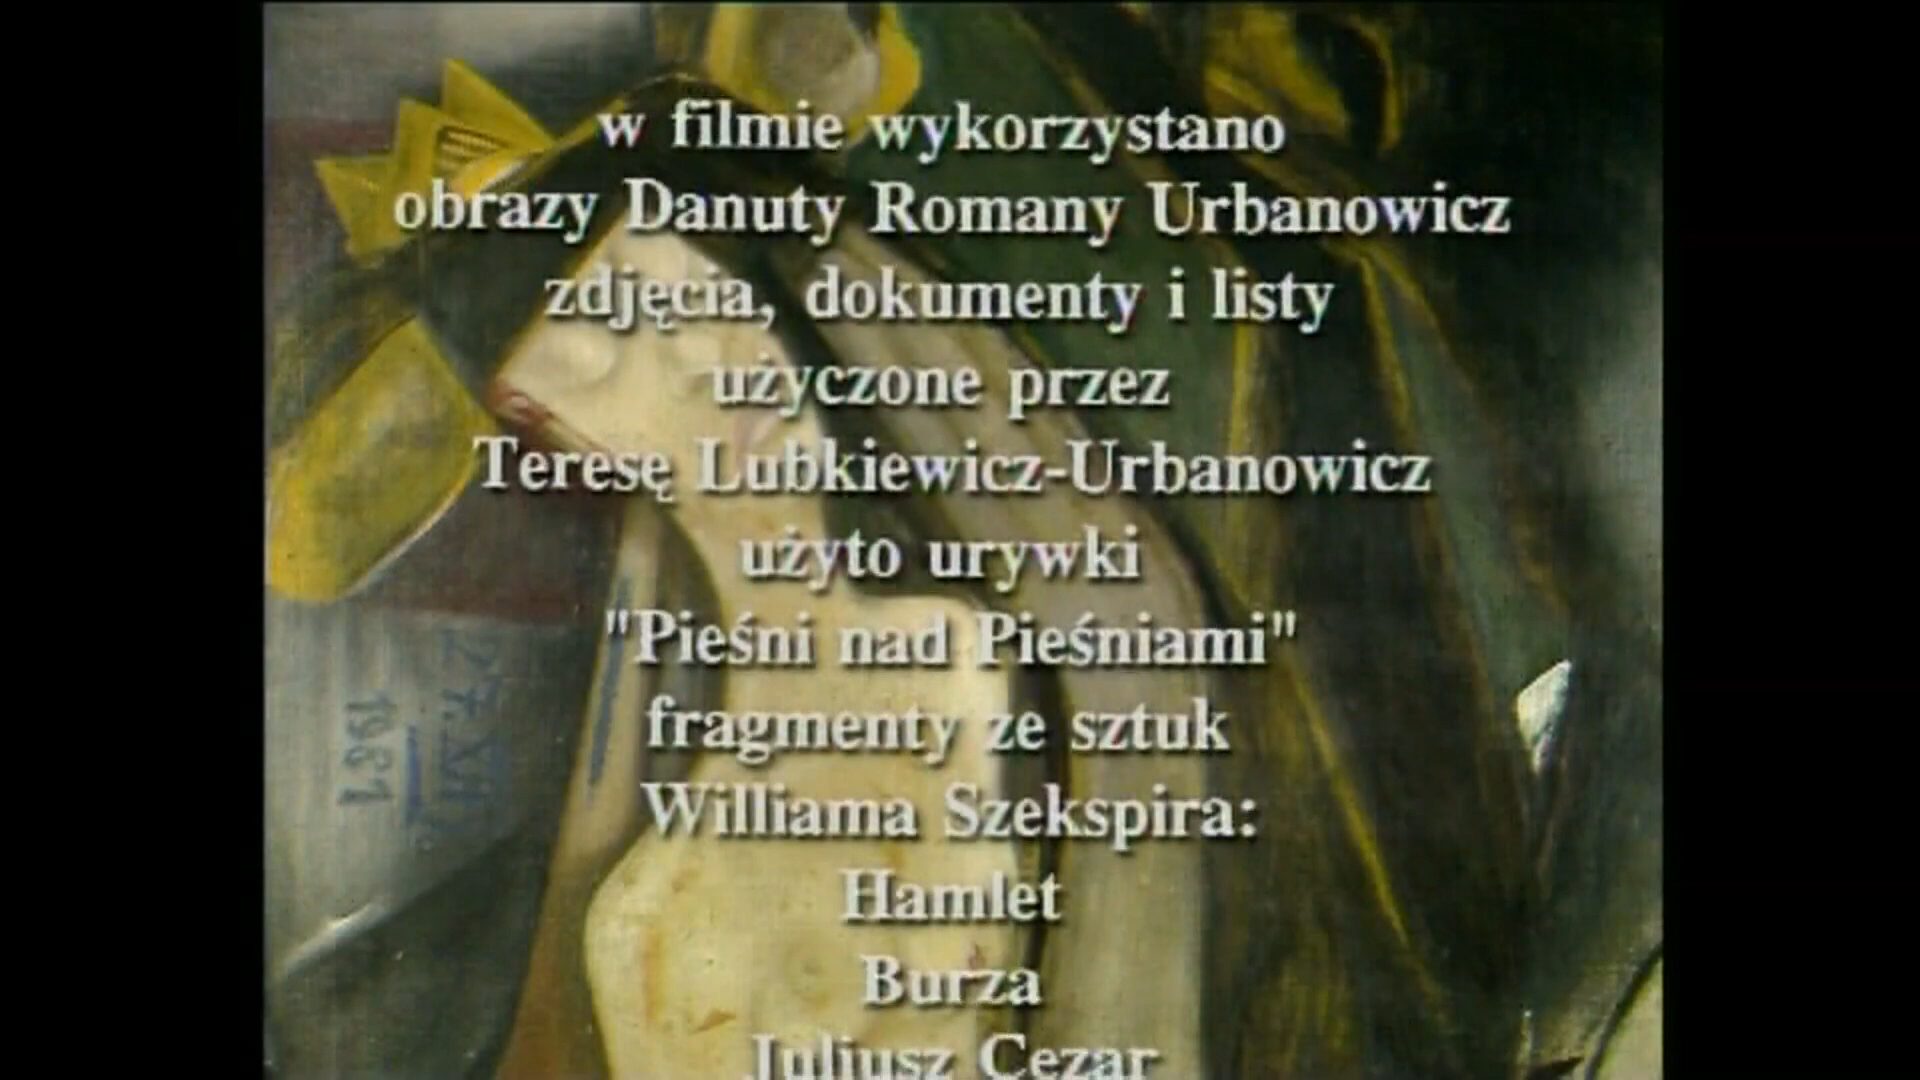 w filmie wykorzystano
obrazy Danuty Romany Urbanowicz
zdjęcia, dokumenty i listy
użyczone przez
Teresę Lubkiewicz-Urbanowicz
użyto urywki
"Pieśni nad Pieśniami"
fragmenty ze sztuk
Williama Szekspira:
Hamlet
Burza
Juliusz Cezar
1981